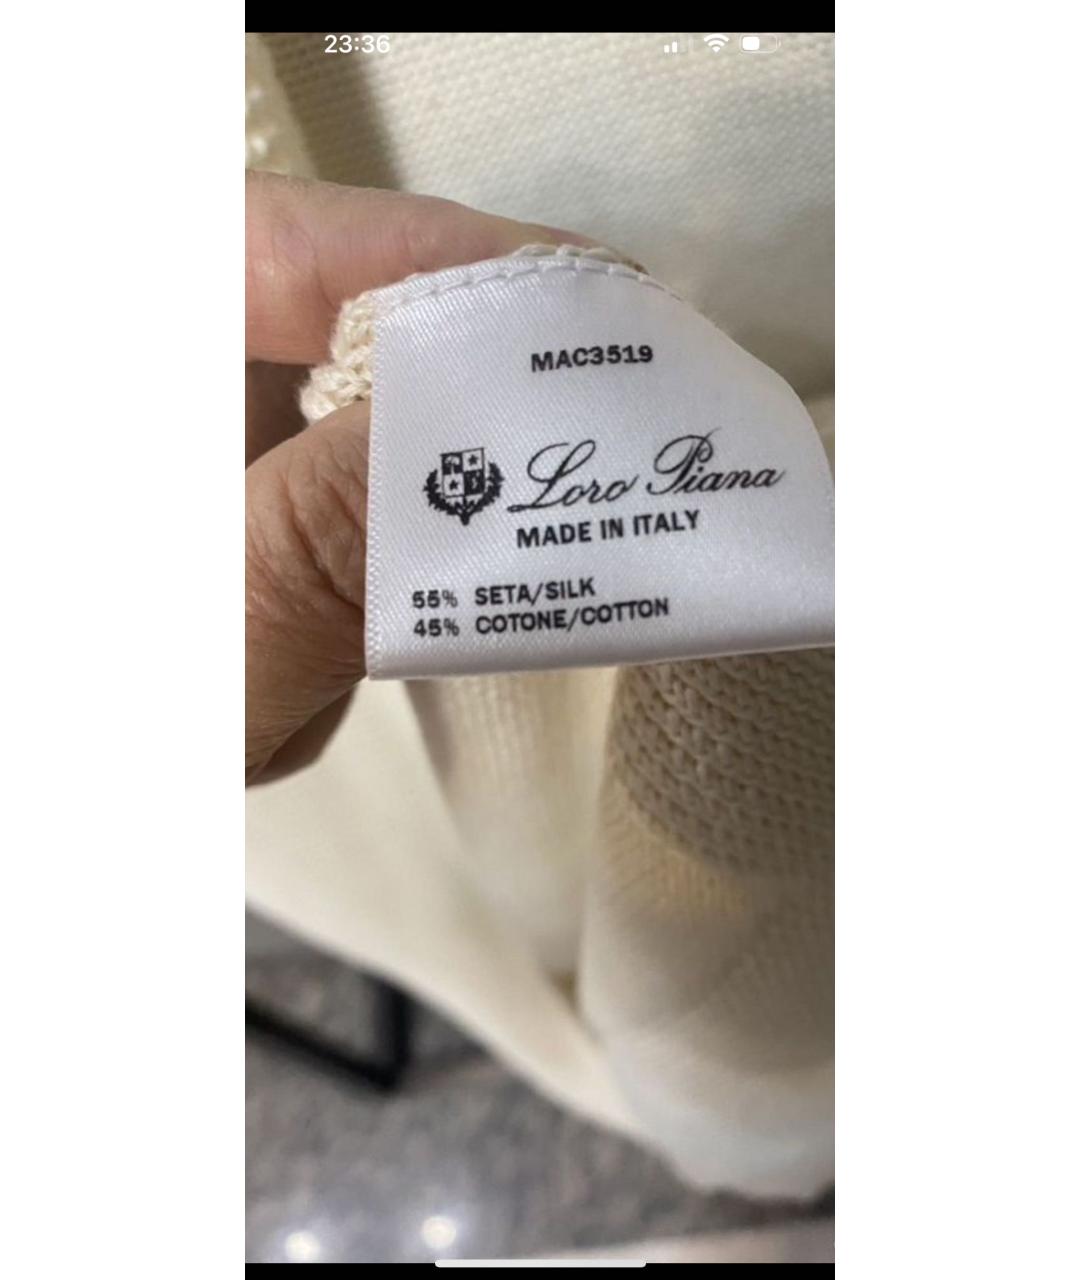 23:36
MAC3519
Loro Piana
MADE IN ITALY
55% SETA/SILK
45% COTONE/COTTON